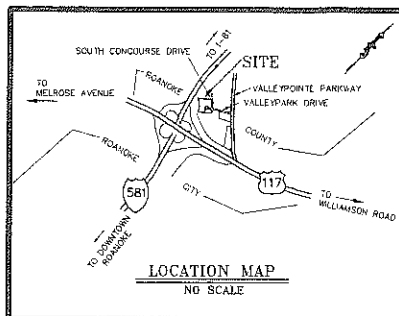 TO I-81
SOUTH CONCOURSE DRIVE
SITE
TO
MELROSE AVENUE
ROANOKE
VALLEYPOINTE PARKWAY
VALLEYPARK DRIVE
COUNTY
ROANOKE
CITY
581
117
TO
WILLIAMSON ROAD
TO DOWNTOWN
ROANOKE
LOCATION MAP
NO SCALE